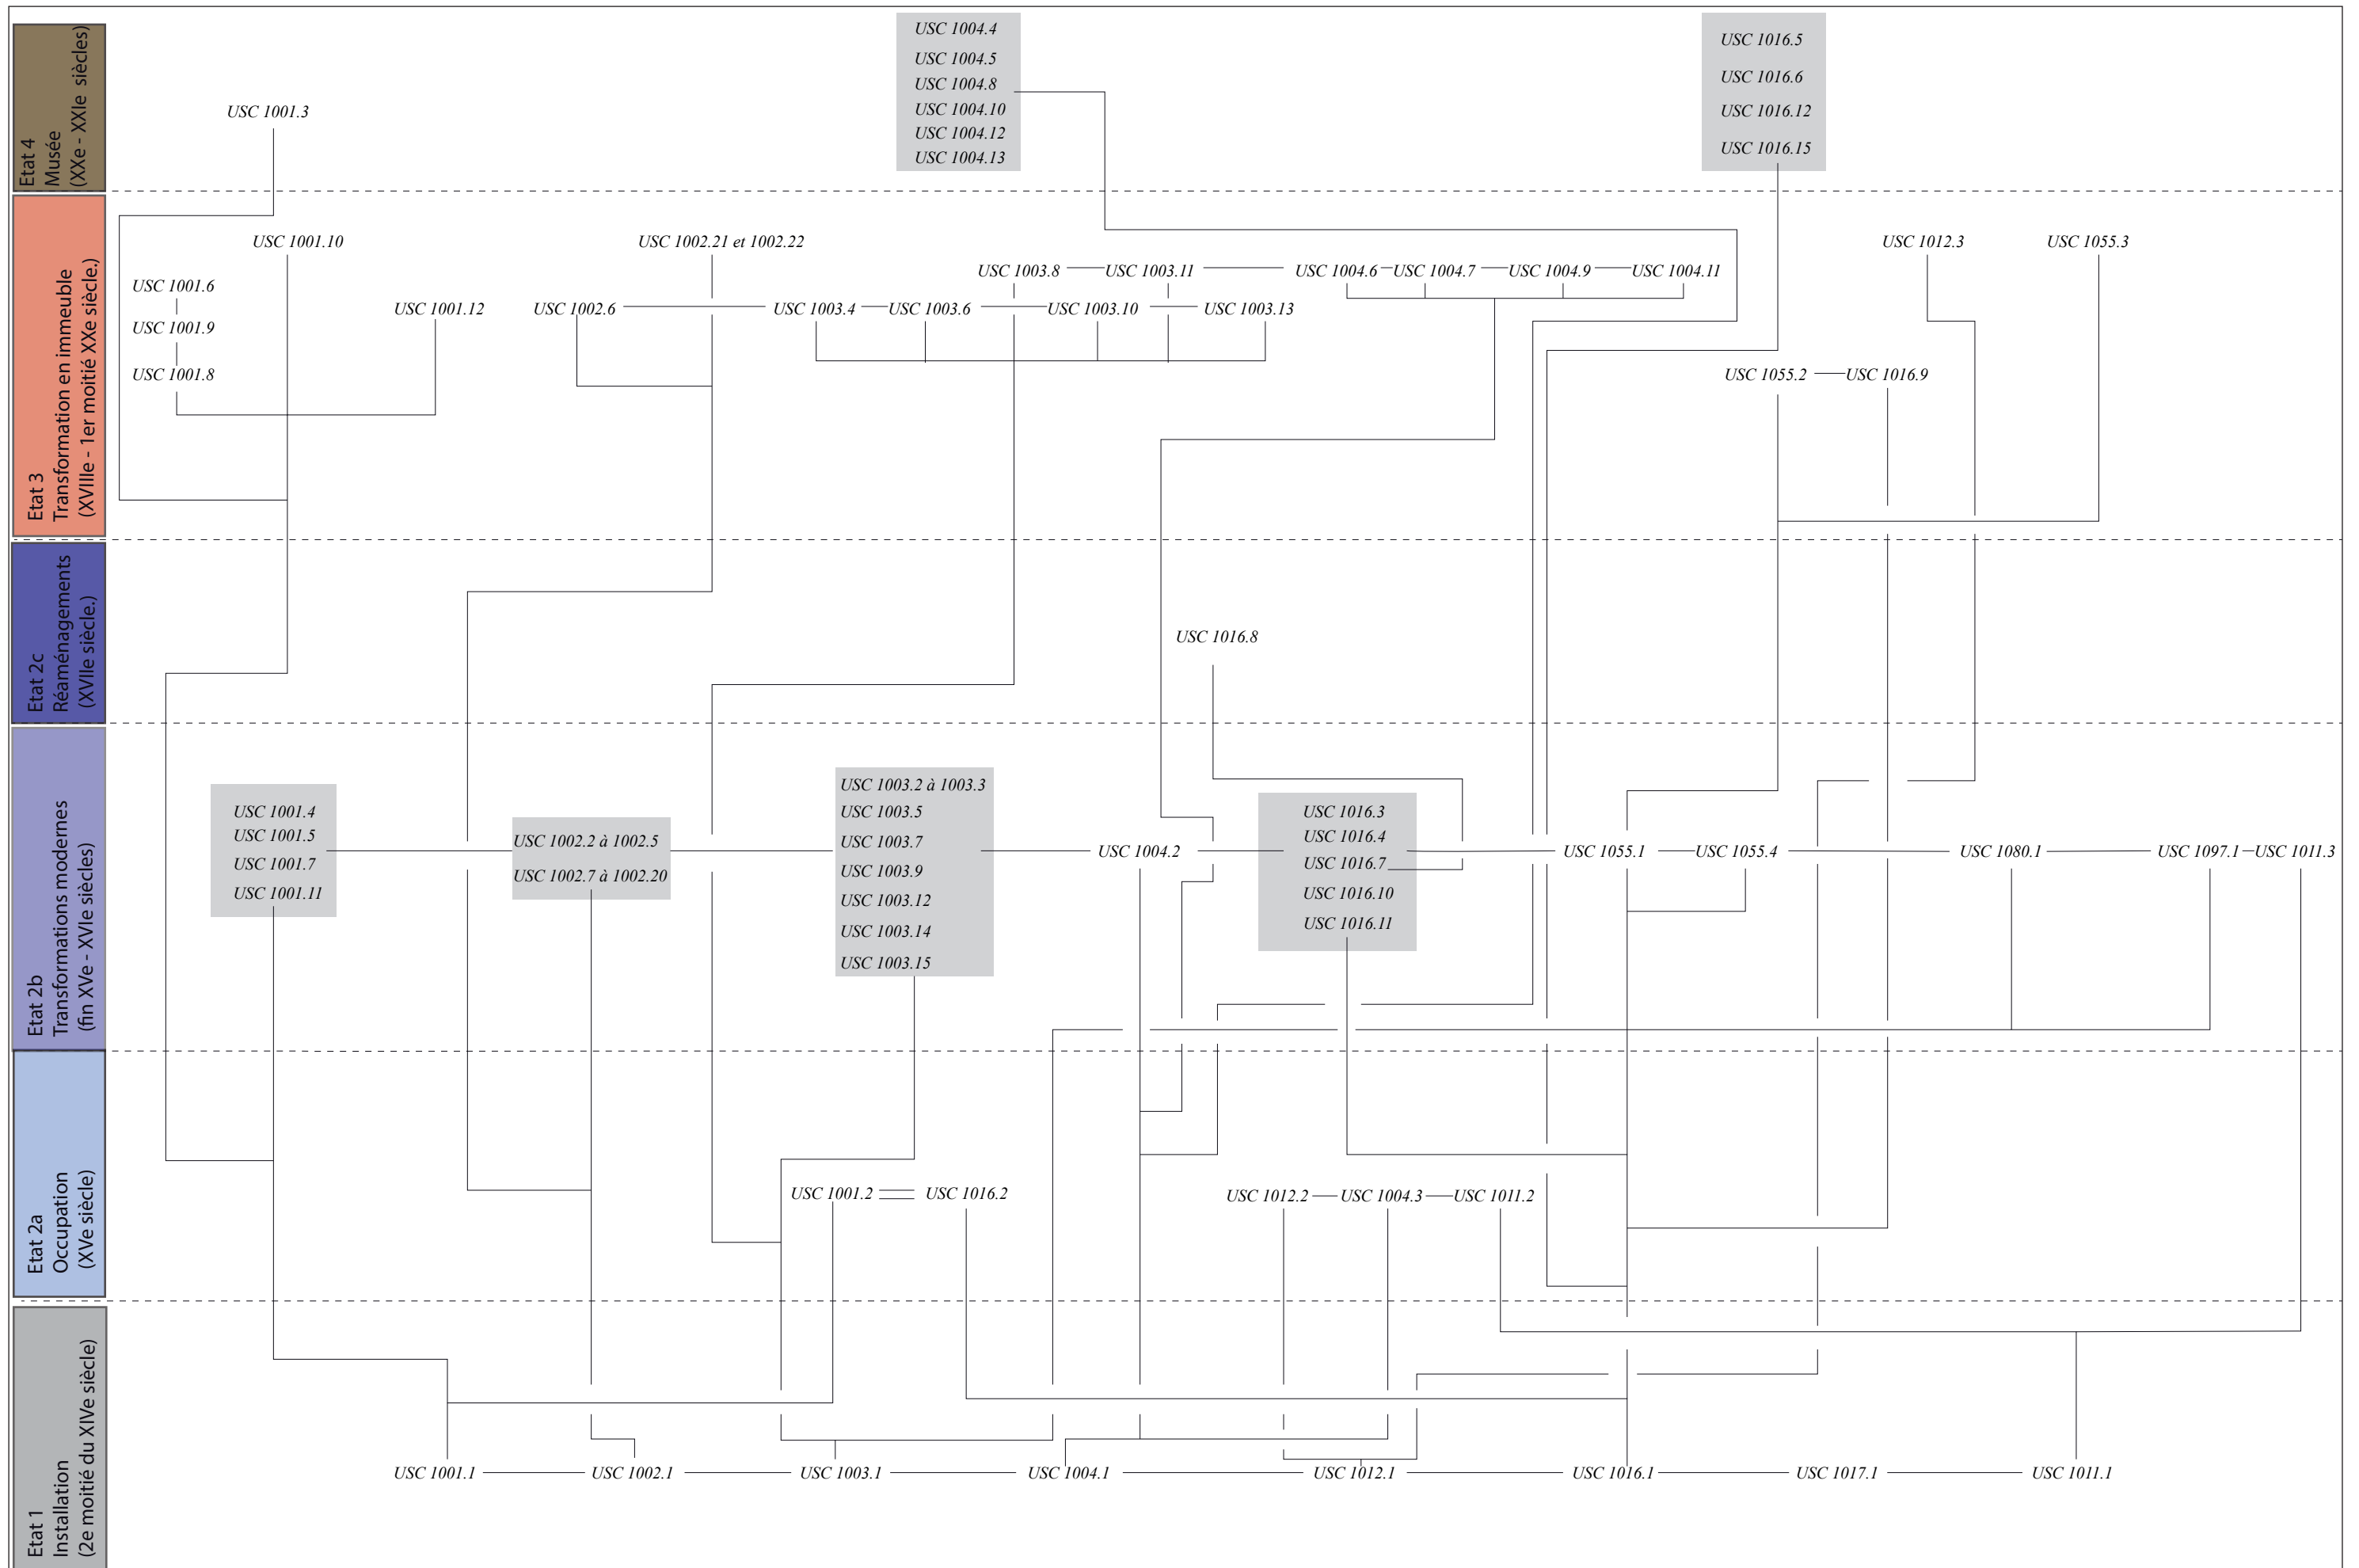 Etat 4
Musée
(XXe - XXIe siècles)
USC 1001.3
USC 1004.4
USC 1004.5
USC 1004.8
USC 1004.10
USC 1004.12
USC 1004.13
USC 1016.5
USC 1016.6
USC 1016.12
USC 1016.15
Etat 3
Transformation en immeuble
(XVIIIe - 1er moitié XXe siècle.)
USC 1001.10
USC 1002.21 et 1002.22
USC 1012.3
USC 1055.3
USC 1003.8
USC 1003.11
USC 1004.6
USC 1004.7
USC 1004.9
USC 1004.11
USC 1001.6
USC 1001.9
USC 1001.8
USC 1001.12
USC 1002.6
USC 1003.4
USC 1003.6
USC 1003.10
USC 1003.13
USC 1055.2
USC 1016.9
Etat 2c
Réaménagements
(XVIIe siècle.)
USC 1016.8
Etat 2b
Transformations modernes
(fin XVe - XVIe siècles)
USC 1001.4
USC 1001.5
USC 1001.7
USC 1001.11
USC 1002.2 à 1002.5
USC 1002.7 à 1002.20
USC 1003.2 à 1003.3
USC 1003.5
USC 1003.7
USC 1003.9
USC 1003.12
USC 1003.14
USC 1003.15
USC 1004.2
USC 1016.3
USC 1016.4
USC 1016.7
USC 1016.10
USC 1016.11
USC 1055.1
USC 1055.4
USC 1080.1
USC 1097.1
USC 1011.3
Etat 2a
Occupation
(XVe siècle)
USC 1001.2
USC 1016.2
USC 1012.2
USC 1004.3
USC 1011.2
Etat 1
Installation
(2e moitié du XIVe siècle)
USC 1001.1
USC 1002.1
USC 1003.1
USC 1004.1
USC 1012.1
USC 1016.1
USC 1017.1
USC 1011.1